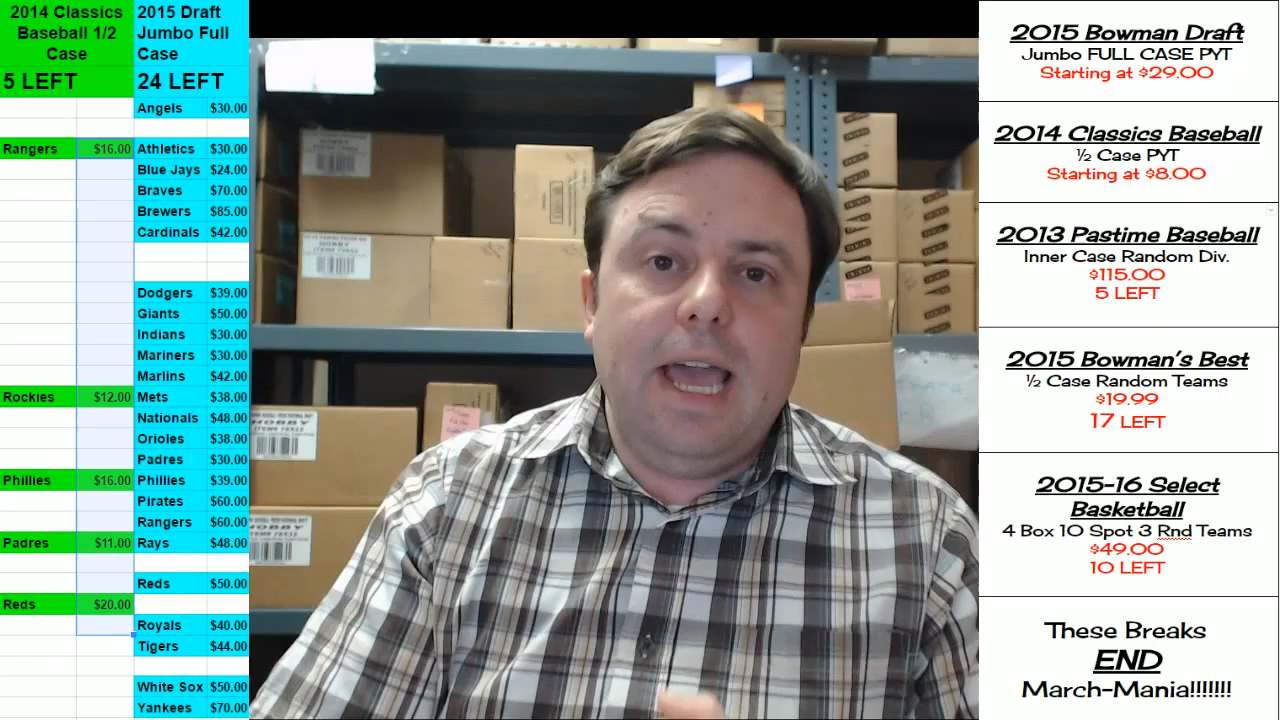 2014 Classics
Baseball 1/2
Case
5 LEFT
Rangers $16.00
Rockies $12.00
Phillies $16.00
Padres $11.00
Reds $20.00
2015 Draft
Jumbo Full
Case
24 LEFT
Angels $30.00
Athletics $30.00
Blue Jays $24.00
Braves $70.00
Brewers $85.00
Cardinals $42.00
Dodgers $39.00
Giants $50.00
Indians $30.00
Mariners $30.00
Marlins $42.00
Mets $38.00
Nationals $48.00
Orioles $38.00
Padres $30.00
Phillies $39.00
Pirates $60.00
Rangers $60.00
Rays $48.00
Reds $50.00
Royals $40.00
Tigers $44.00
White Sox $50.00
Yankees $70.00
HOBBY
HOBBY
2015 Bowman Draft
Jumbo FULL CASE PYT
Starting at $29.00
2014 Classics Baseball
½ Case PYT
Starting at $8.00
2013 Pastime Baseball
Inner Case Random Div.
$115.00
5 LEFT
2015 Bowman's Best
½ Case Random Teams
$19.99
17 LEFT
2015-16 Select
Basketball
4 Box 10 Spot 3 Rnd Teams
$49.00
10 LEFT
These Breaks
END
March-Mania!!!!!!!